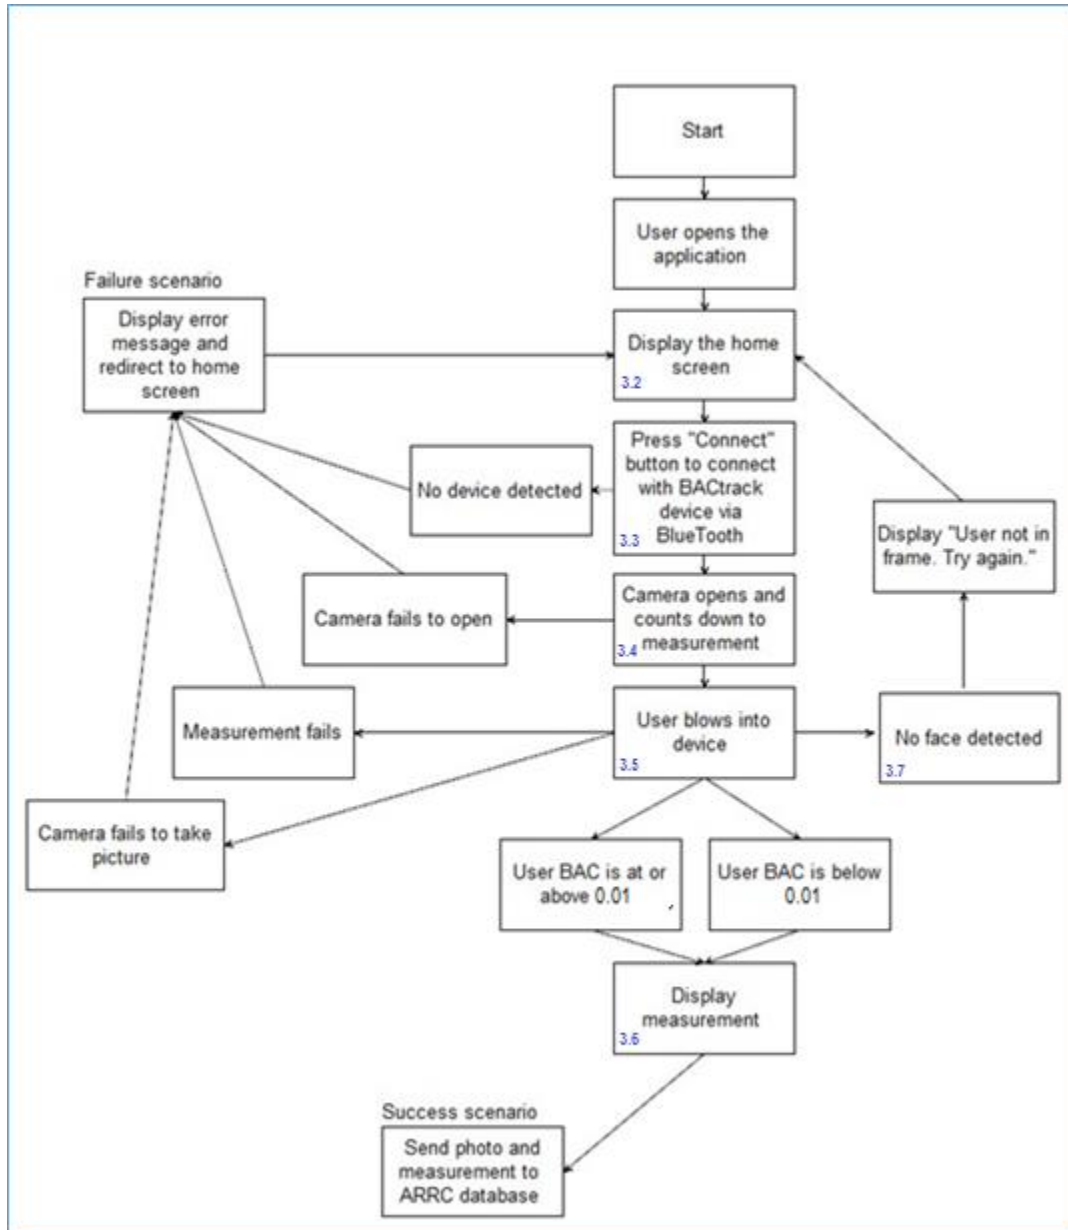 Start
User opens the
application
Failure scenario
Display error
message and
redirect to home
screen
Display the home
screen
3.2
Press "Connect"
button to connect
with BACtrack
device via
BlueTooth
3.3
No device detected
Display "User not in
frame. Try again."
Camera fails to open
Camera opens and
counts down to
measurement
3.4
Measurement fails
User blows into
device
3.5
No face detected
3.7
Camera fails to take
picture
User BAC is at or
above 0.01
User BAC is below
0.01
Display
measurement
3.6
Success scenario
Send photo and
measurement to
ARRC database